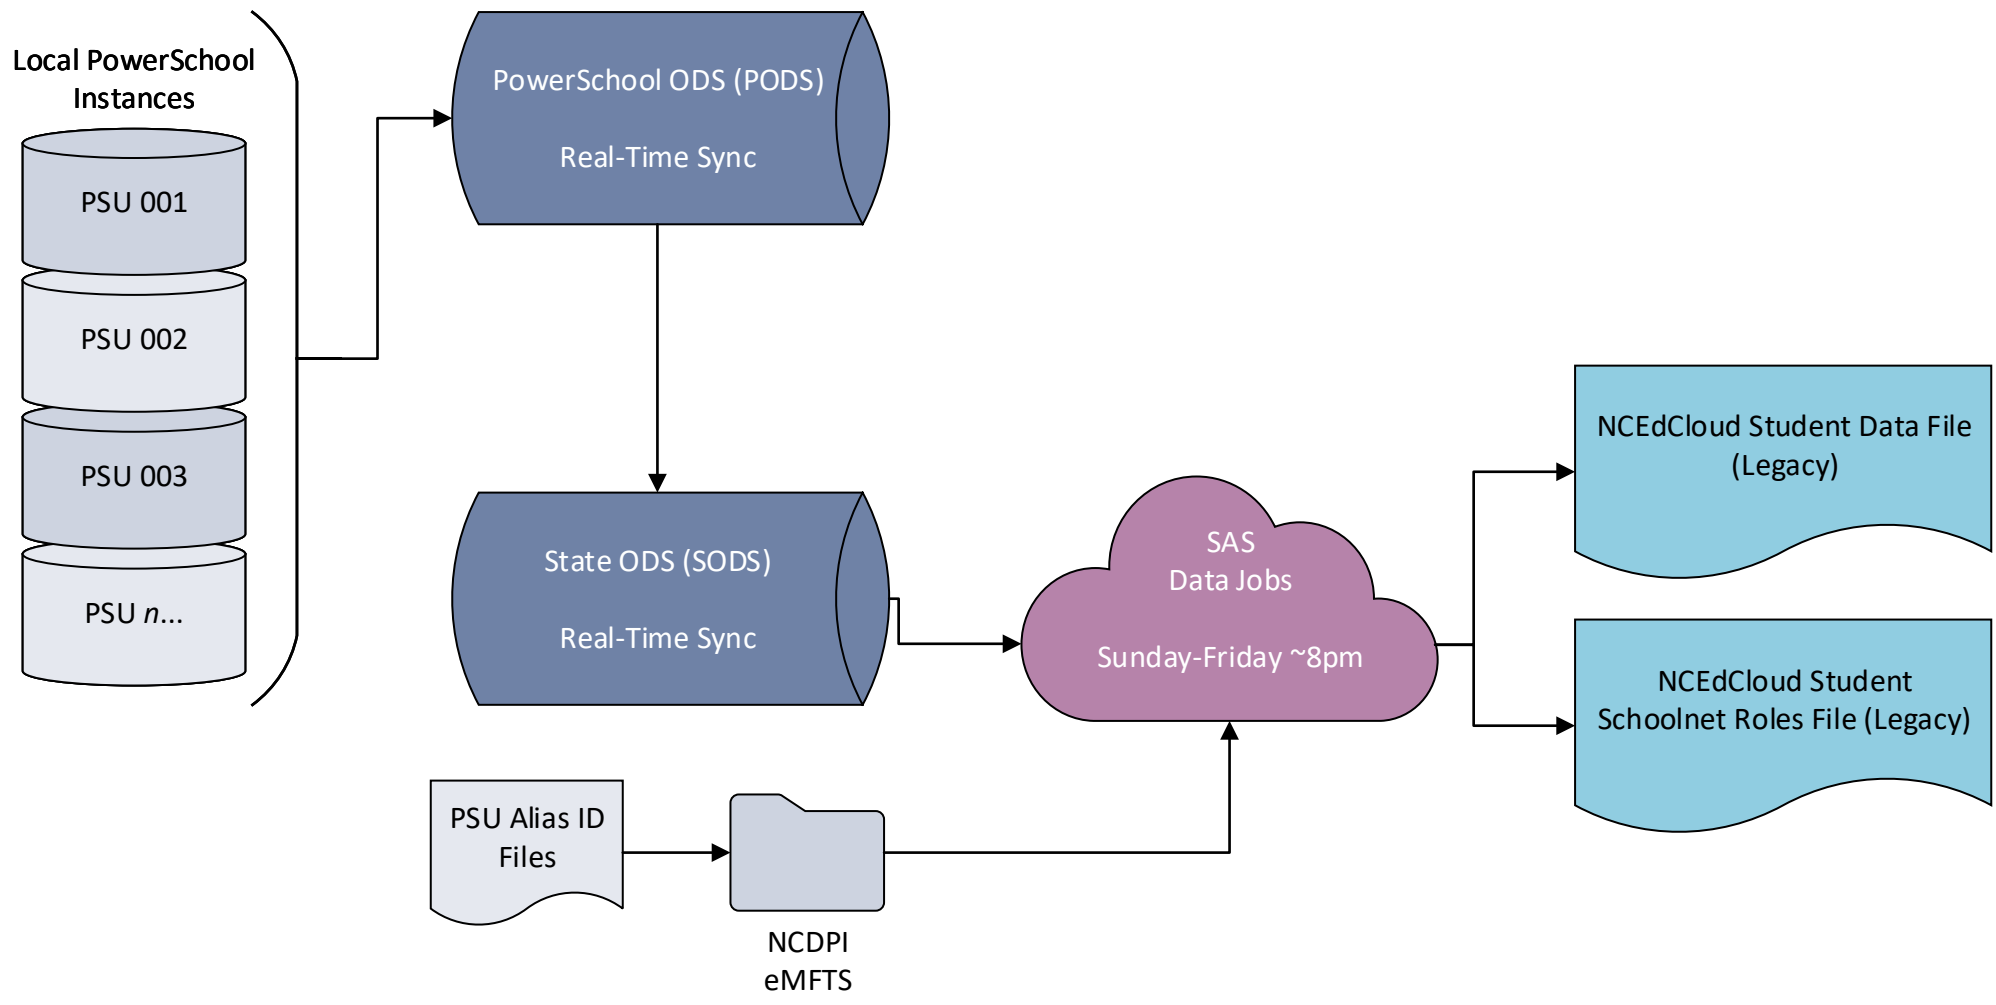 Local PowerSchool
Instances
PSU 001
PSU 002
PSU 003
PSU n...
PowerSchool ODS (PODS)
Real-Time Sync
State ODS (SODS)
Real-Time Sync
PSU Alias ID
Files
NCDPI
eMFTS
SAS
Data Jobs
Sunday-Friday ~8pm
NCEdCloud Student Data File
(Legacy)
NCEdCloud Student
Schoolnet Roles File (Legacy)